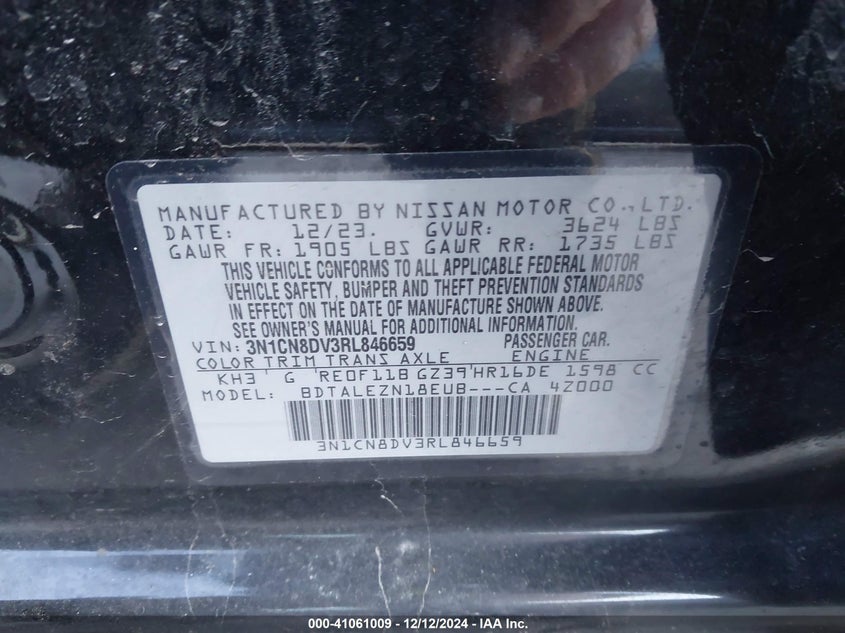 MANUFACTURED BY NISSAN MOTOR CO., LTD.
DATE: 12/23. GVWR: 3624 LBS
GAWR FR: 1905 LBS GAWR RR: 1735 LBS
THIS VEHICLE CONFORMS TO ALL APPLICABLE FEDERAL MOTOR
VEHICLE SAFETY, BUMPER AND THEFT PREVENTION STANDARDS
IN EFFECT ON THE DATE OF MANUFACTURE SHOWN ABOVE.
SEE OWNER'S MANUAL FOR ADDITIONAL INFORMATION.
VIN: 3N1CN8DV3RL846659 PASSENGER CAR.
COLOR TRIM TRANS AXLE ENGINE
KH3 G RE0F11B GZ39 HR16DE 1598 CC
MODEL: BDTALEZN18EUB---CA 4Z000
3N1CN8DV3RL846659
000-41061009 - 12/12/2024 - IAA Inc.